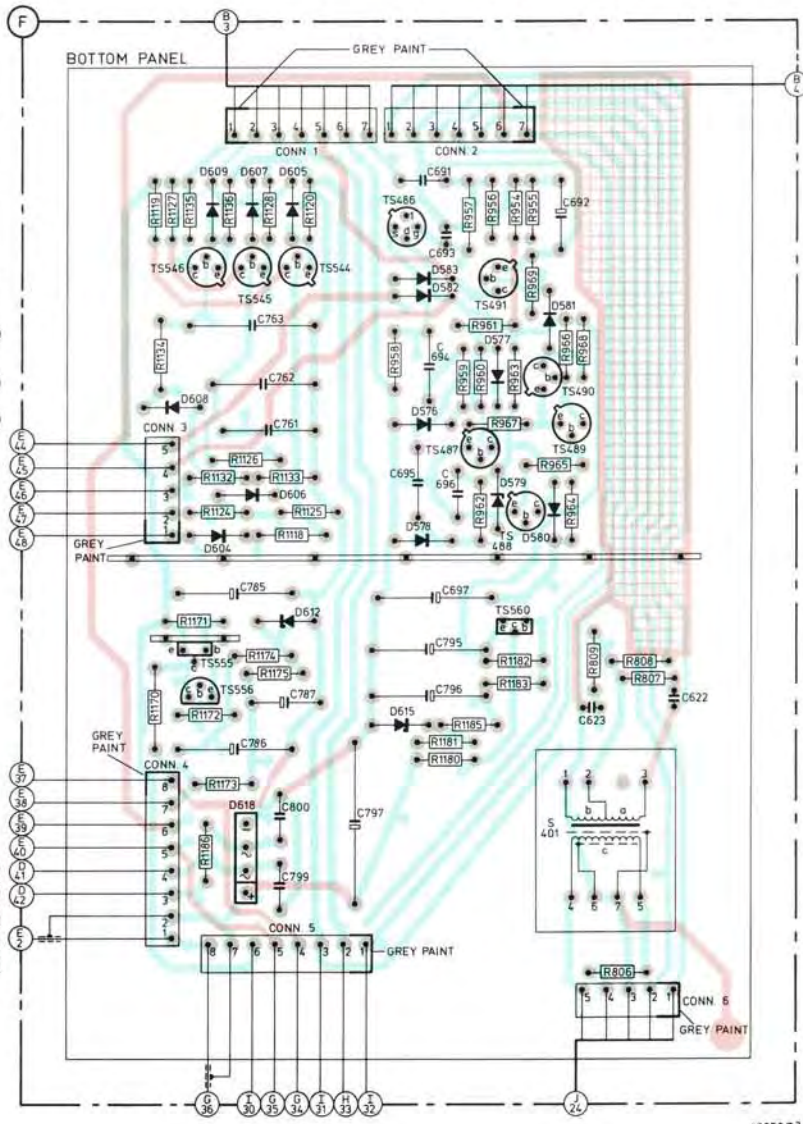 F
B
3
GREY PAINT
BOTTOM PANEL
B
4
1 2 3 4 5 6 7
CONN. 1
1 2 3 4 5 6 7
CONN. 2
D609 D607 D605
R1119
R1127
R1135
R1136
R1128
R1120
TS546
c b e
TS545
c b e
TS544
c b e
C691
TS486
C693
R957
R956
R954
R955
C692
D583
D582
TS491
R969
D581
C763
R1134
C762
D608
C761
R958
C
694
R961
D577
R959
R960
R963
R966
R968
TS490
D576
R967
TS487
TS489
CONN. 3
5
4
3
2
1
E
44
E
45
E
46
E
47
E
48
GREY
PAINT
R1126
R1132
R1133
D606
R1124
R1125
D604
R1118
C695
C
696
R965
D579
R962
R964
D578
TS
488
D580
C785
C697
R1171
D612
TS560
e c b
e b
c
TS555
R1174
R1175
TS556
R1170
R1172
C787
C786
C795
C796
R1182
R1183
R809
R808
R807
C622
C623
D615
R1185
R1181
R1180
GREY
PAINT
CONN. 4
8
7
6
5
4
3
2
1
E
37
E
38
E
39
E
40
D
41
D
42
E
2
R1173
D618
R1186
C800
C799
C797
1 2 3
b a
S
401
c
4 6 7 5
CONN. 5
8 7 6 5 4 3 2 1
GREY PAINT
R806
5 4 3 2 1
CONN. 6
GREY PAINT
G
36
I
30
G
35
G
34
I
31
H
33
I
32
J
24